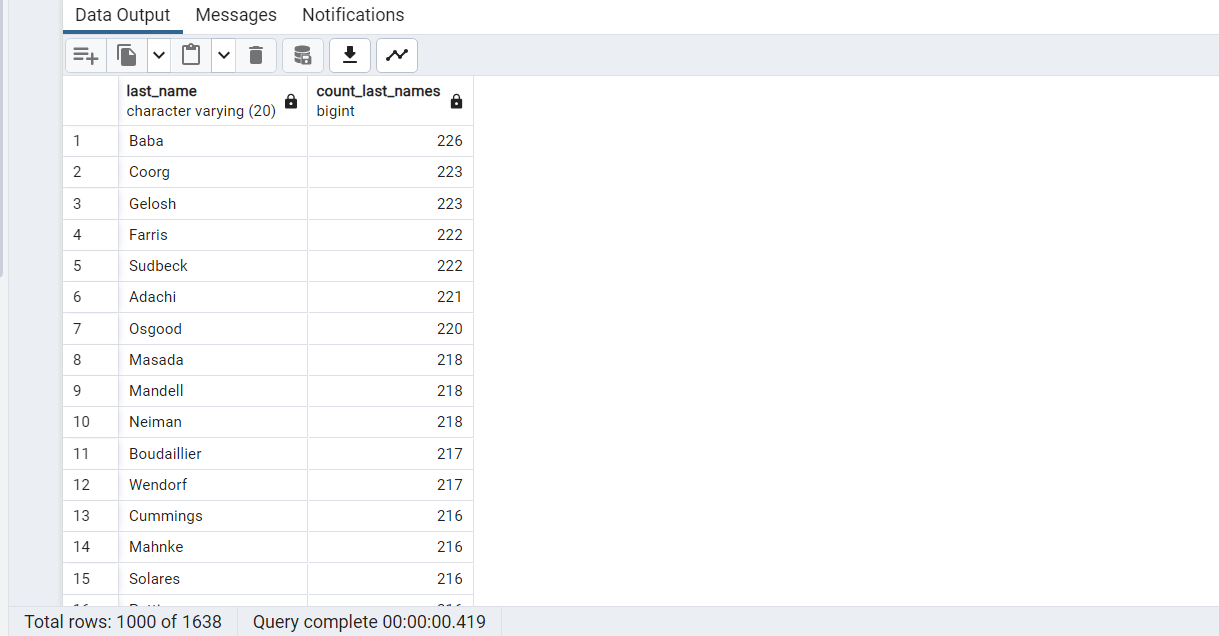 Data Output Messages Notifications
last_name count_last_names
character varying (20) bigint
1 Baba 226
2 Coorg 223
3 Gelosh 223
4 Farris 222
5 Sudbeck 222
6 Adachi 221
7 Osgood 220
8 Masada 218
9 Mandell 218
10 Neiman 218
11 Boudaillier 217
12 Wendorf 217
13 Cummings 216
14 Mahnke 216
15 Solares 216
Total rows: 1000 of 1638 Query complete 00:00:00.419